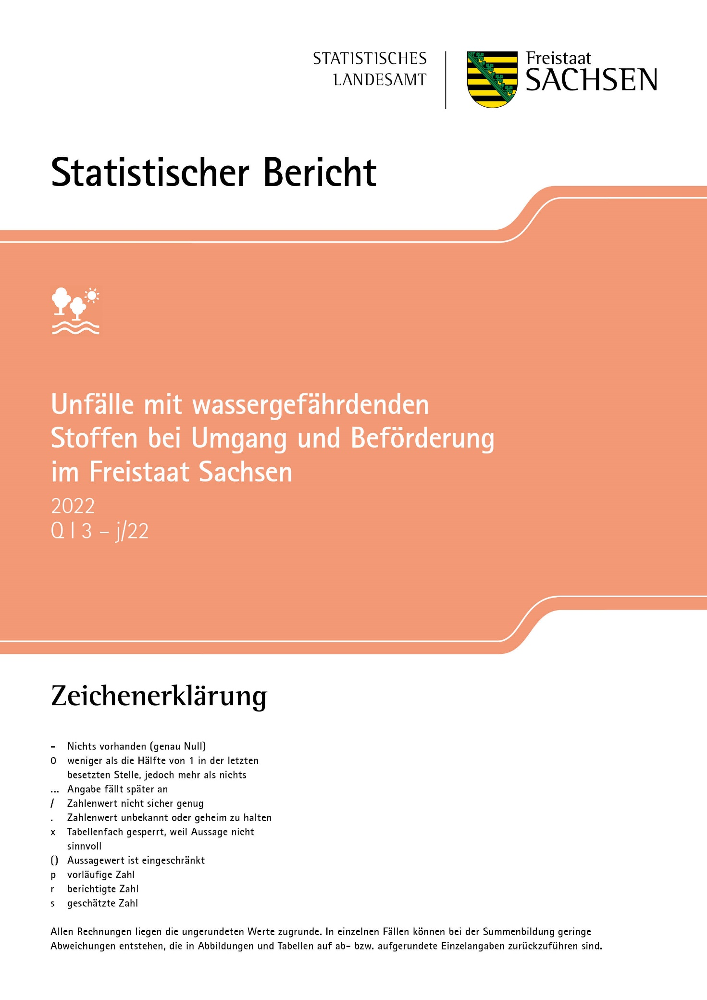 STATISTISCHES
LANDESAMT
Freistaat
SACHSEN
Statistischer Bericht
Unfälle mit wassergefährdenden
Stoffen bei Umgang und Beförderung
im Freistaat Sachsen
2022
Q I 3 – j/22
Zeichenerklärung
– Nichts vorhanden (genau Null)
0 weniger als die Hälfte von 1 in der letzten
besetzten Stelle, jedoch mehr als nichts
... Angabe fällt später an
/ Zahlenwert nicht sicher genug
. Zahlenwert unbekannt oder geheim zu halten
x Tabellenfach gesperrt, weil Aussage nicht
sinnvoll
() Aussagewert ist eingeschränkt
p vorläufige Zahl
r berichtigte Zahl
s geschätzte Zahl
Allen Rechnungen liegen die ungerundeten Werte zugrunde. In einzelnen Fällen können bei der Summenbildung geringe
Abweichungen entstehen, die in Abbildungen und Tabellen auf ab- bzw. aufgerundete Einzelangaben zurückzuführen sind.